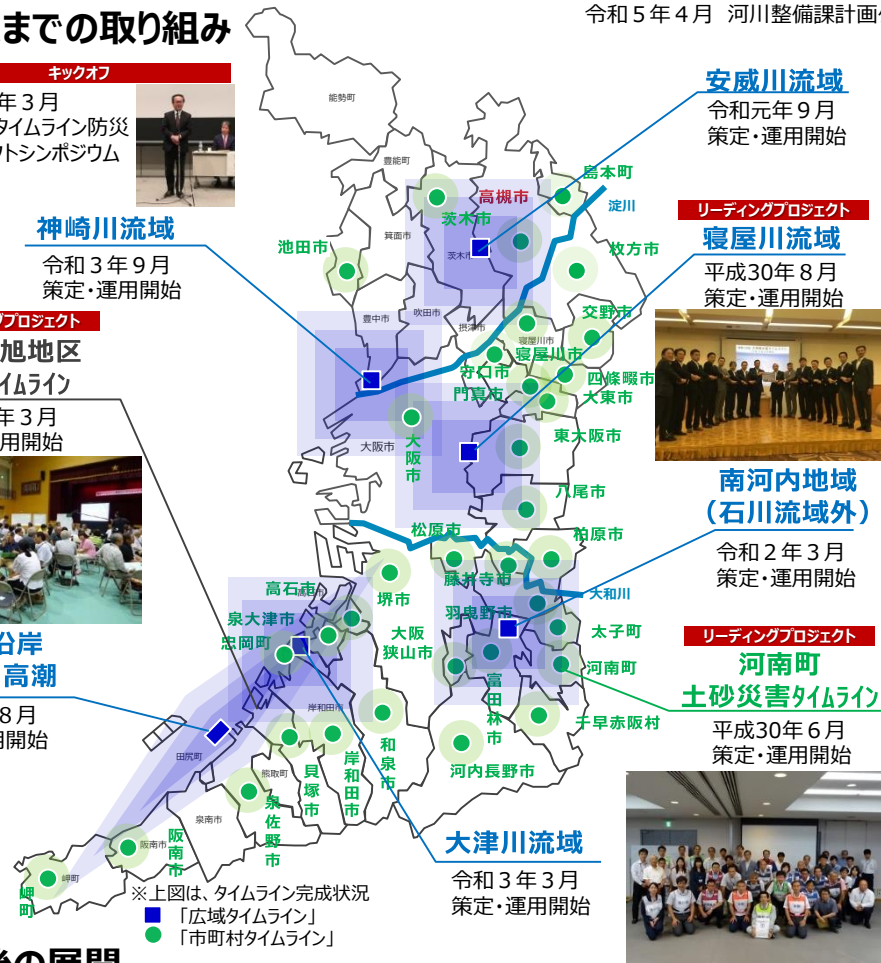 までの取り組み
令和５年４月 河川整備課計画
キックオフ
年３月
タイムライン防災
クトシンポジウム
安威川流域
令和元年９月
策定・運用開始
神崎川流域
令和３年９月
策定・運用開始
リーディングプロジェクト
寝屋川流域
平成30年８月
策定・運用開始
グプロジェクト
旭地区
イムライン
年３月
用開始
南河内地域
（石川流域外）
令和２年３月
策定・運用開始
リーディングプロジェクト
河南町
土砂災害タイムライン
平成30年６月
策定・運用開始
沿岸
高潮
８月
用開始
大津川流域
令和３年３月
策定・運用開始
能勢町
豊能町
島本町
高槻市
茨木市
淀川
箕面市
茨木市
池田市
枚方市
豊中市
吹田市
摂津市
交野市
寝屋川市
寝屋川市
守口市
門真市
四條畷市
大東市
大阪市
大阪市
東大阪市
八尾市
松原市
柏原市
藤井寺市
大和川
堺市
高石市
泉大津市
忠岡町
羽曳野市
大阪狭山市
太子町
河南町
富田林市
千早赤阪村
河内長野市
岸和田市
和泉市
岸和田市
貝塚市
熊取町
田尻町
泉佐野市
泉南市
阪南市
阪南市
岬町
岬町
※上図は、タイムライン完成状況
「広域タイムライン」
「市町村タイムライン」
後の展開